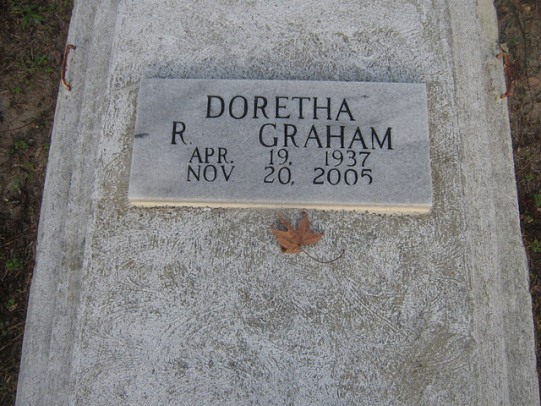 DORETHA
R. GRAHAM
APR. 19, 1937
NOV 20, 2005